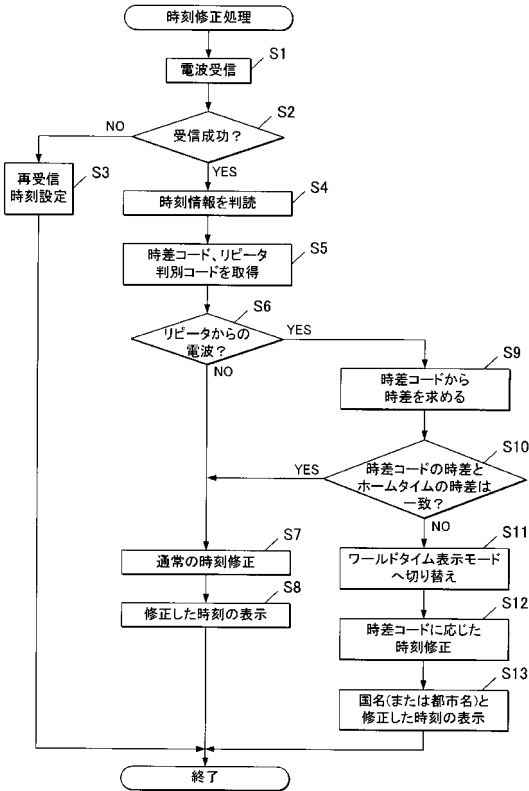 時刻修正処理
S1
電波受信
S2
受信成功?
NO
YES
S3
再受信
時刻設定
S4
時刻情報を判読
S5
時差コード、リピータ
判別コードを取得
S6
リピータからの
電波?
YES
NO
S9
時差コードから
時差を求める
S10
時差コードの時差と
ホームタイムの時差は
一致?
YES
NO
S7
通常の時刻修正
S8
修正した時刻の表示
S11
ワールドタイム表示モード
へ切り替え
S12
時差コードに応じた
時刻修正
S13
国名(または都市名)と
修正した時刻の表示
終了